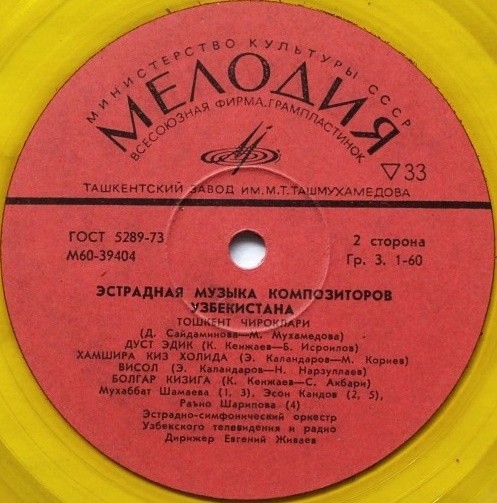 МИНИСТЕРСТВО КУЛЬТУРЫ СССР
МЕЛОДИЯ
ВСЕСОЮЗНАЯ ФИРМА ГРАМПЛАСТИНОК
▽33
ТАШКЕНТСКИЙ ЗАВОД ИМ.М.Т.ТАШМУХАМЕДОВА
ГОСТ 5289-73
М60-39404
2 сторона
Гр. 3. 1-60
ЭСТРАДНАЯ МУЗЫКА КОМПОЗИТОРОВ
УЗБЕКИСТАНА
ТОШКЕНТ ЧИРОКЛАРИ
(Д. Сайдаминова—М. Мухамедова)
ДУСТ ЭДИК (К. Кенжаев—Б. Исроилов)
ХАМШИРА КИЗ ХОЛИДА (Э. Каландаров—М. Кориев)
ВИСОЛ (Э. Каландаров—Н. Нарзуллаев)
БОЛГАР КИЗИГА (К. Кенжаев—С. Акбари)
Мухаббат Шамаева (1, 3), Эсон Кандов (2, 5),
Раъно Шарипова (4)
Эстрадно-симфонический оркестр
Узбекского телевидения и радио
Дирижер Евгений Живаев